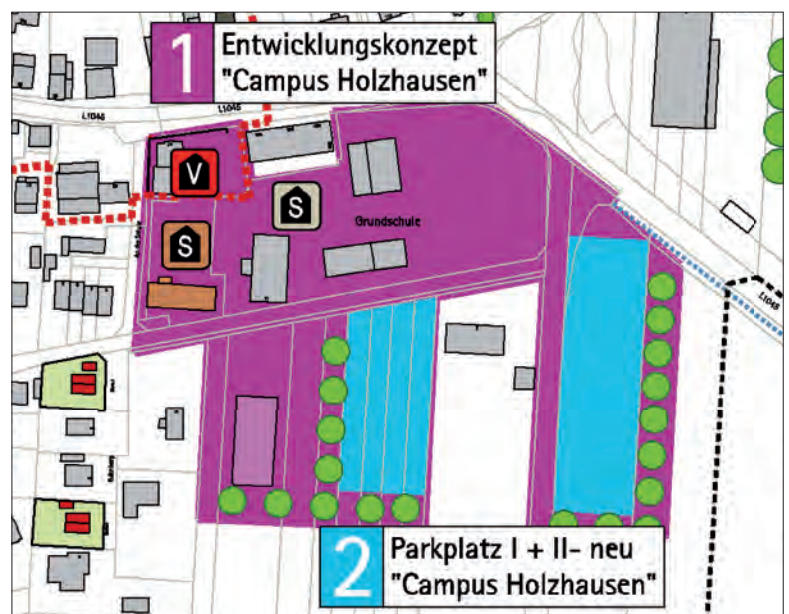 1 Entwicklungskonzept
"Campus Holzhausen"
L1045
L1045
V
S
S
Grundschule
L1045
2 Parkplatz I + II- neu
"Campus Holzhausen"